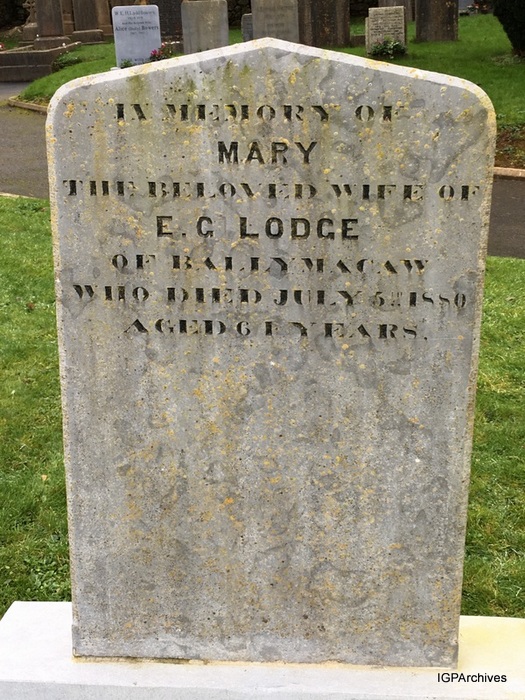 IN MEMORY OF
MARY
THE BELOVED WIFE OF
E. G LODGE
OF BALLYMACAW
WHO DIED JULY 5TH 1880
AGED 61 YEARS.
IGPArchives